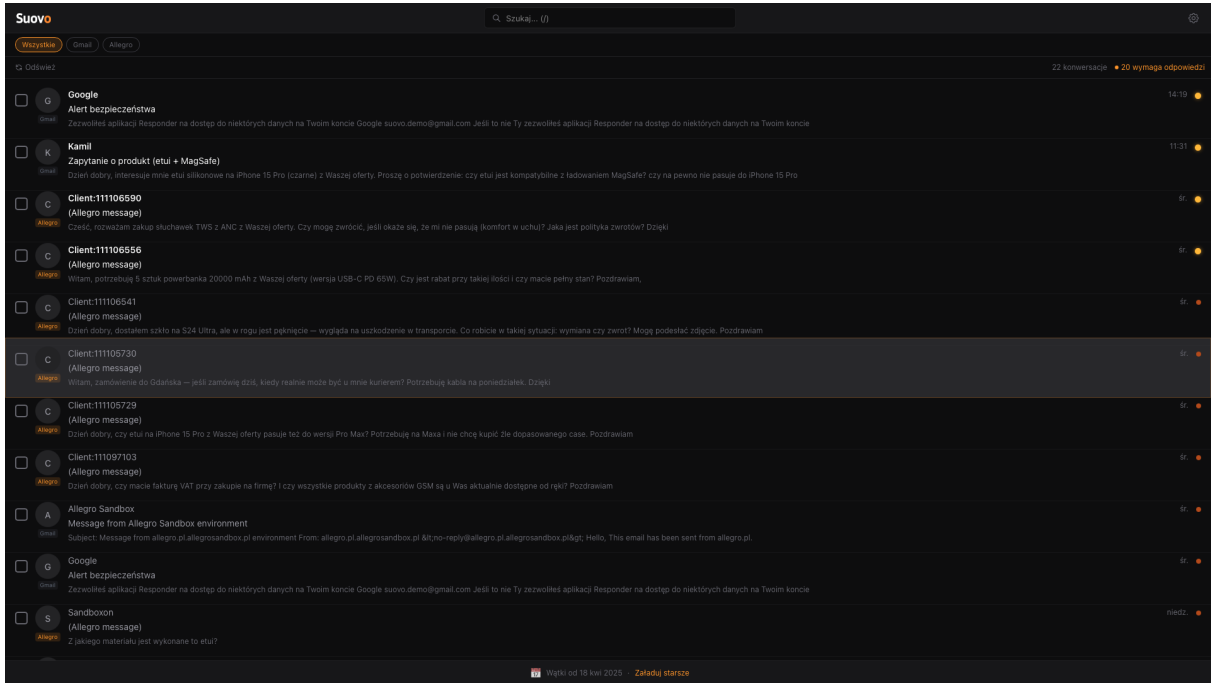 Suovo
Szukaj... (/)
Wszystkie Gmail Allegro
Odśwież
22 konwersacje 20 wymaga odpowiedzi
G
Gmail
Google
14:19
Alert bezpieczeństwa
Zezwoliłeś aplikacji Responder na dostęp do niektórych danych na Twoim koncie Google suovo.demo@gmail.com Jeśli to nie Ty zezwoliłeś aplikacji Responder na dostęp do niektórych danych na Twoim koncie
K
Gmail
Kamil
11:31
Zapytanie o produkt (etui + MagSafe)
Dzień dobry, interesuje mnie etui silikonowe na iPhone 15 Pro (czarne) z Waszej oferty. Proszę o potwierdzenie: czy etui jest kompatybilne z ładowaniem MagSafe? czy na pewno nie pasuje do iPhone 15 Pro
C
Allegro
Client:111106590
śr.
(Allegro message)
Cześć, rozważam zakup słuchawek TWS z ANC z Waszej oferty. Czy mogę zwrócić, jeśli okaże się, że mi nie pasują (komfort w uchu)? Jaka jest polityka zwrotów? Dzięki
C
Allegro
Client:111106556
śr.
(Allegro message)
Witam, potrzebuję 5 sztuk powerbanka 20000 mAh z Waszej oferty (wersja USB-C PD 65W). Czy jest rabat przy takiej ilości i czy macie pełny stan? Pozdrawiam,
C
Allegro
Client:111106541
śr.
(Allegro message)
Dzień dobry, dostałem szkło na S24 Ultra, ale w rogu jest pęknięcie — wygląda na uszkodzenie w transporcie. Co robicie w takiej sytuacji: wymiana czy zwrot? Mogę podesłać zdjęcie. Pozdrawiam
C
Allegro
Client:111105730
śr.
(Allegro message)
Witam, zamówienie do Gdańska — jeśli zamówię dziś, kiedy realnie może być u mnie kurierem? Potrzebuję kabla na poniedziałek. Dzięki
C
Allegro
Client:111105729
śr.
(Allegro message)
Dzień dobry, czy etui na iPhone 15 Pro z Waszej oferty pasuje też do wersji Pro Max? Potrzebuję na Maxa i nie chcę kupić źle dopasowanego case. Pozdrawiam
C
Allegro
Client:111097103
śr.
(Allegro message)
Dzień dobry, czy macie fakturę VAT przy zakupie na firmę? I czy wszystkie produkty z akcesoriów GSM są u Was aktualnie dostępne od ręki? Pozdrawiam
A
Gmail
Allegro Sandbox
śr.
Message from Allegro Sandbox environment
Subject: Message from allegro.pl.allegrosandbox.pl environment From: allegro.pl.allegrosandbox.pl &lt;no-reply@allegro.pl.allegrosandbox.pl&gt; Hello, This email has been sent from allegro.pl.
G
Gmail
Google
śr.
Alert bezpieczeństwa
Zezwoliłeś aplikacji Responder na dostęp do niektórych danych na Twoim koncie Google suovo.demo@gmail.com Jeśli to nie Ty zezwoliłeś aplikacji Responder na dostęp do niektórych danych na Twoim koncie
S
Allegro
Sandboxon
niedz.
(Allegro message)
Z jakiego materiału jest wykonane to etui?
Wątki od 18 kwi 2025 · Załaduj starsze